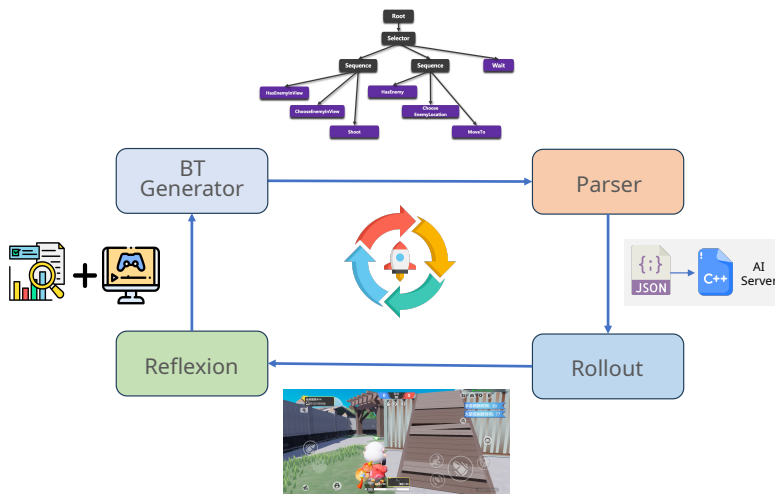 Root
Selector
Sequence
Sequence
Wait
HasEnemyInView
HasEnemy
ChooseEnemyInView
Choose
EnemyLocation
Shoot
MoveTo
BT
Generator
Parser
{;}
JSON
C++
AI
Server
Reflexion
Rollout